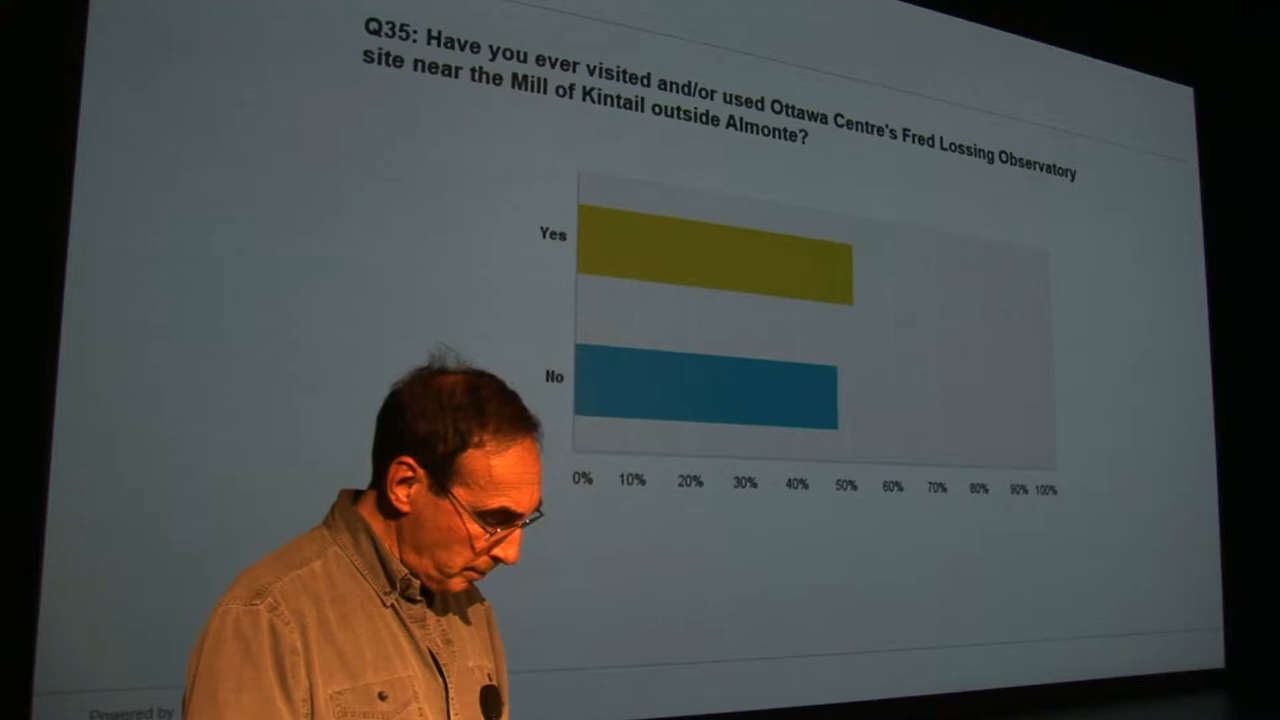 Q35: Have you ever visited and/or used Ottawa Centre's Fred Lossing Observatory
site near the Mill of Kintail outside Almonte?
Yes
No
0% 10% 20% 30% 40% 50% 60% 70% 80% 90% 100%
Powered by